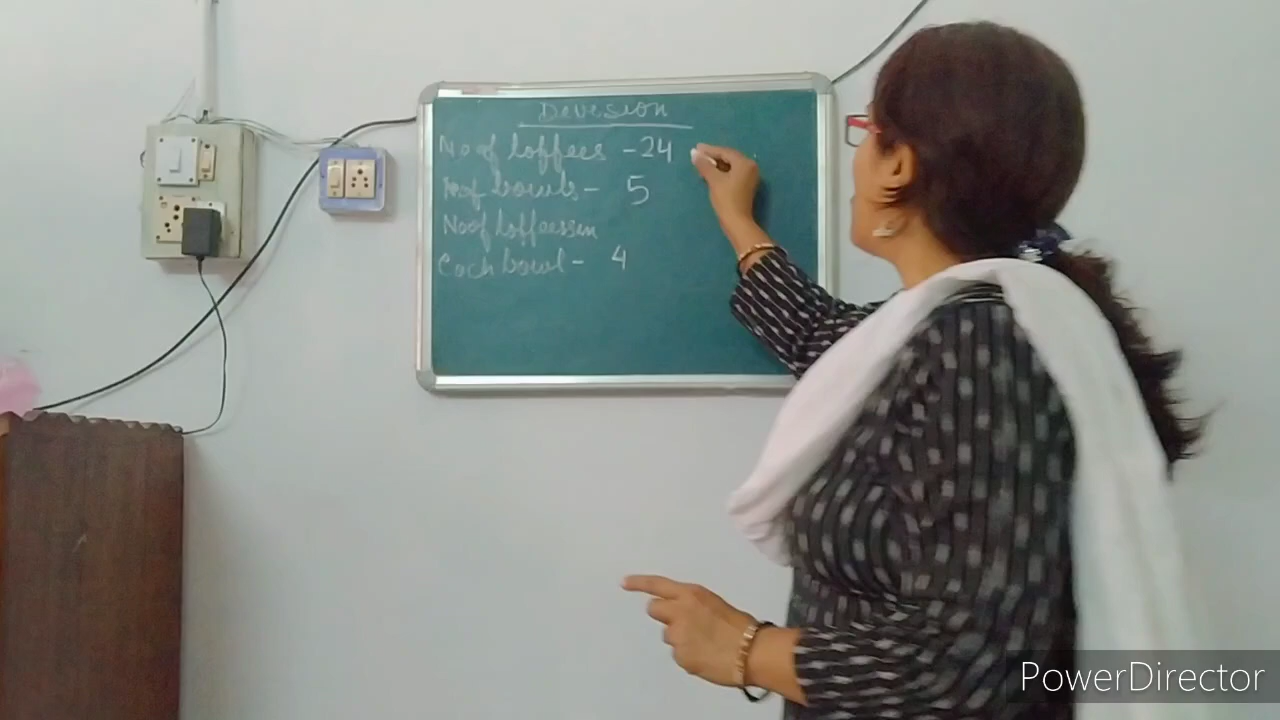 Devesion
No of toffees - 24
No of bowls - 5
No of toffees in
Each bowl - 4
PowerDirector